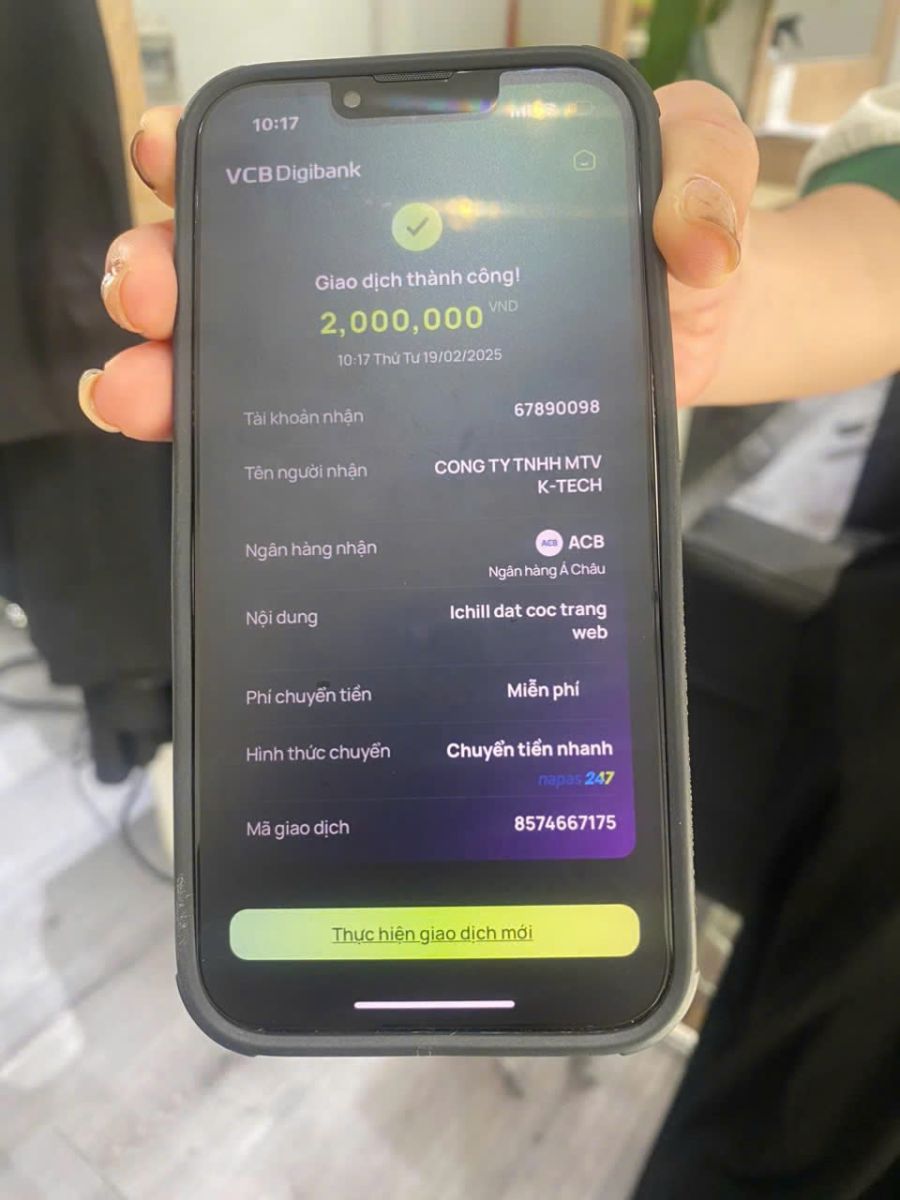 10:17
VCB Digibank
Giao dịch thành công!
2,000,000 VND
10:17 Thứ Tư 19/02/2025
Tài khoản nhận 67890098
Tên người nhận CONG TY TNHH MTV
K-TECH
Ngân hàng nhận ACB ACB
Ngân hàng Á Châu
Nội dung Ichill dat coc trang
web
Phí chuyển tiền Miễn phí
Hình thức chuyển Chuyển tiền nhanh
napas 247
Mã giao dịch 8574667175
Thực hiện giao dịch mới